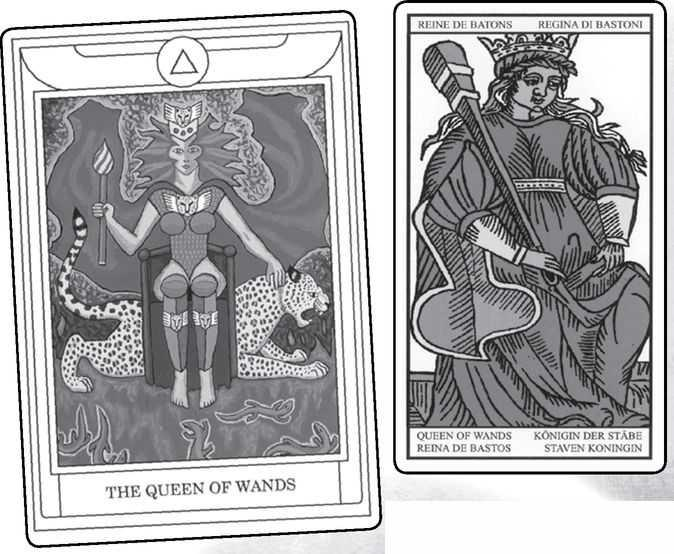 THE QUEEN OF WANDS
REINE DE BATONS REGINA DI BASTONI
QUEEN OF WANDS KÖNIGIN DER STÄBE
REINA DE BASTOS STAVEN KONINGIN